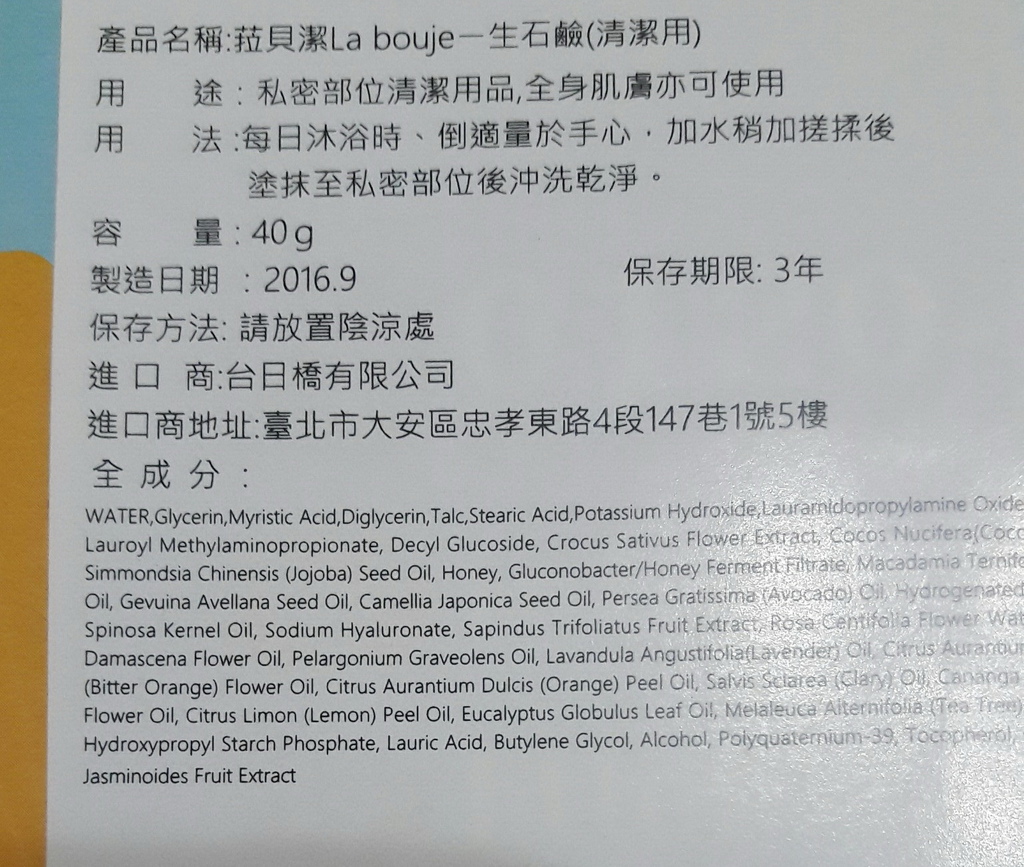 產品名稱:菈貝潔La bouje－生石鹼(清潔用)
用 途 : 私密部位清潔用品,全身肌膚亦可使用
用 法 :每日沐浴時、倒適量於手心，加水稍加搓揉後
塗抹至私密部位後沖洗乾淨。
容 量 : 40g
製造日期 : 2016.9 保存期限: 3年
保存方法: 請放置陰涼處
進 口 商:台日橋有限公司
進口商地址:臺北市大安區忠孝東路4段147巷1號5樓
全 成 分 :
WATER,Glycerin,Myristic Acid,Diglycerin,Talc,Stearic Acid,Potassium Hydroxide,Lauramidopropylamine Oxide
Lauroyl Methylaminopropionate, Decyl Glucoside, Crocus Sativus Flower Extract, Cocos Nucifera(Coco
Simmondsia Chinensis (Jojoba) Seed Oil, Honey, Gluconobacter/Honey Ferment Filtrate, Macadamia Ternifo
Oil, Gevuina Avellana Seed Oil, Camellia Japonica Seed Oil, Persea Gratissima (Avocado) Oil, Hydrogenated
Spinosa Kernel Oil, Sodium Hyaluronate, Sapindus Trifoliatus Fruit Extract, Rosa Centifolia Flower Wat
Damascena Flower Oil, Pelargonium Graveolens Oil, Lavandula Angustifolia(Lavender) Oil, Citrus Aurantiu
(Bitter Orange) Flower Oil, Citrus Aurantium Dulcis (Orange) Peel Oil, Salvis Sclarea (Clary) Oil, Cananga
Flower Oil, Citrus Limon (Lemon) Peel Oil, Eucalyptus Globulus Leaf Oil, Melaleuca Alternifolia (Tea Tree)
Hydroxypropyl Starch Phosphate, Lauric Acid, Butylene Glycol, Alcohol, Polyquaternium-39, Tocopherol,
Jasminoides Fruit Extract